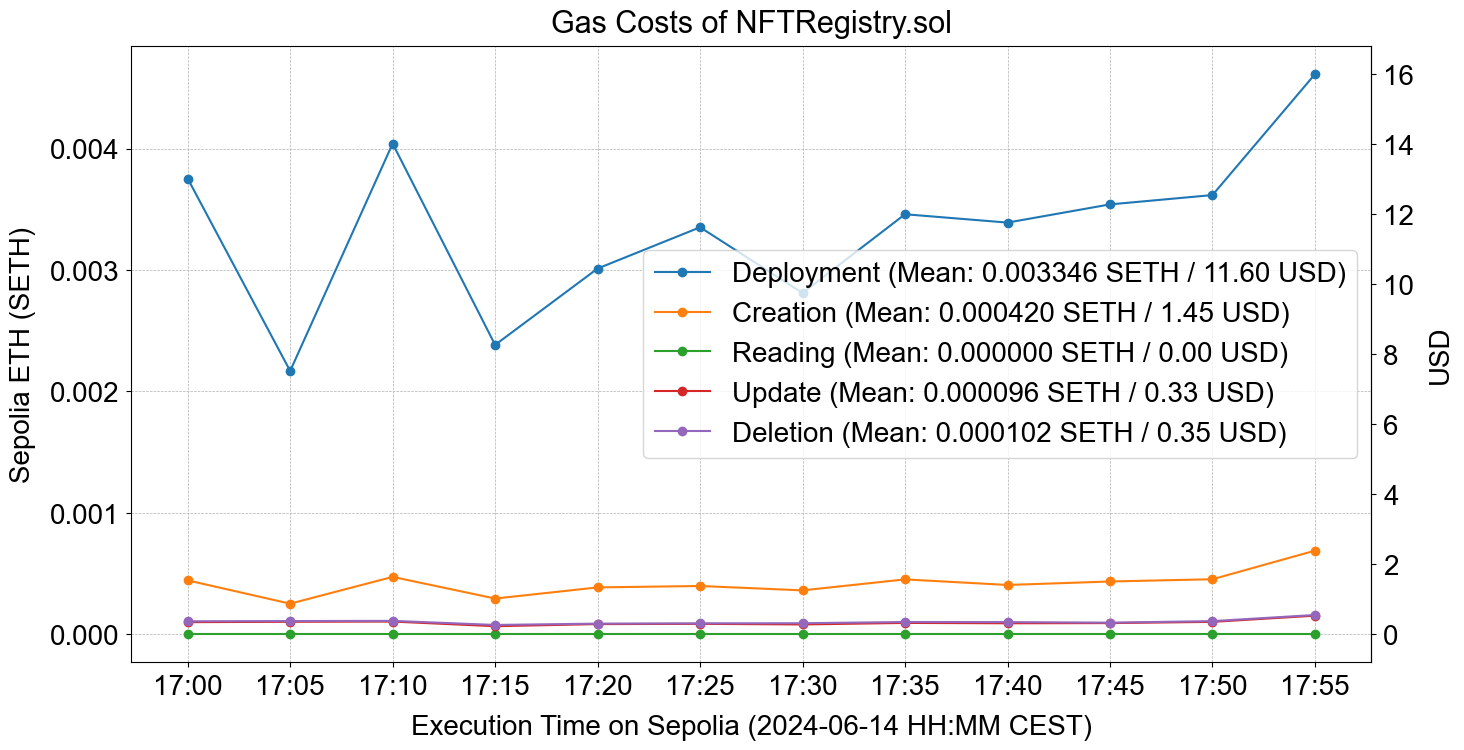 Gas Costs of NFTRegistry.sol
Sepolia ETH (SETH)
0.004
0.003
0.002
0.001
0.000
16
14
12
10
8
6
4
2
0
USD
Deployment (Mean: 0.003346 SETH / 11.60 USD)
Creation (Mean: 0.000420 SETH / 1.45 USD)
Reading (Mean: 0.000000 SETH / 0.00 USD)
Update (Mean: 0.000096 SETH / 0.33 USD)
Deletion (Mean: 0.000102 SETH / 0.35 USD)
17:00 17:05 17:10 17:15 17:20 17:25 17:30 17:35 17:40 17:45 17:50 17:55
Execution Time on Sepolia (2024-06-14 HH:MM CEST)